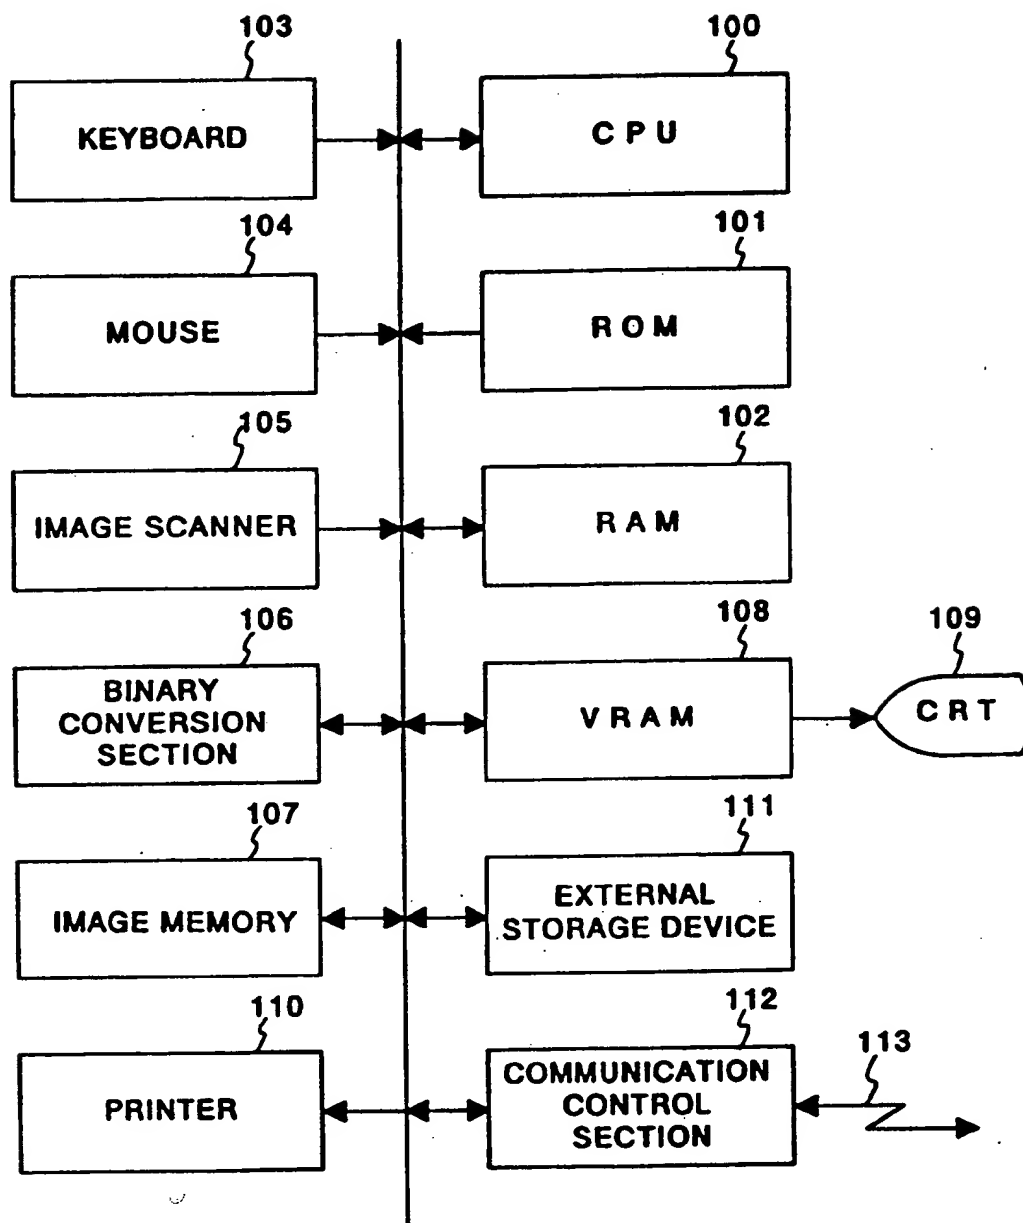 103
KEYBOARD
100
CPU
104
MOUSE
101
ROM
105
IMAGE SCANNER
102
RAM
106
BINARY
CONVERSION
SECTION
108
VRAM
109
CRT
107
IMAGE MEMORY
111
EXTERNAL
STORAGE DEVICE
110
PRINTER
112
COMMUNICATION
CONTROL
SECTION
113